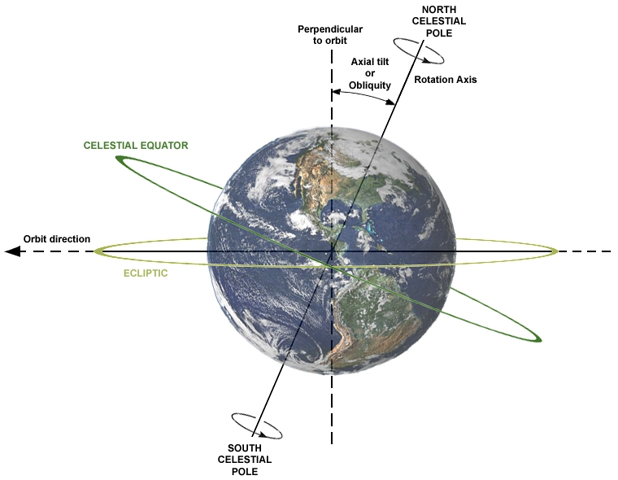 NORTH
CELESTIAL
POLE
Perpendicular
to orbit
Axial tilt
or
Obliquity
Rotation Axis
CELESTIAL EQUATOR
Orbit direction
ECLIPTIC
SOUTH
CELESTIAL
POLE